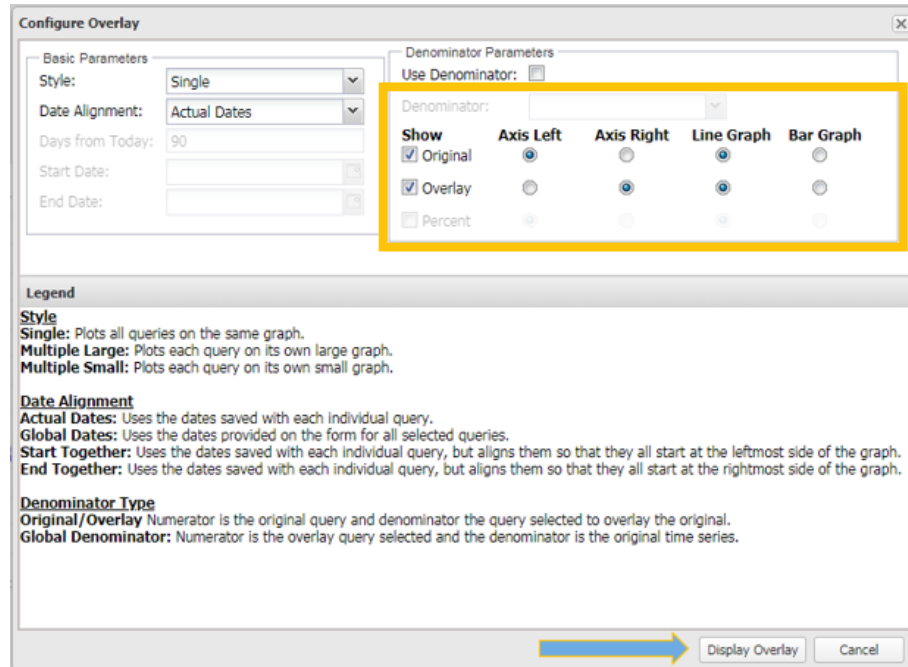 Configure Overlay
Basic Parameters
Style: Single
Date Alignment: Actual Dates
Days from Today: 90
Start Date:
End Date:
Denominator Parameters
Use Denominator:
Denominator:
Show Axis Left Axis Right Line Graph Bar Graph
Original
Overlay
Percent
Legend
Style
Single: Plots all queries on the same graph.
Multiple Large: Plots each query on its own large graph.
Multiple Small: Plots each query on its own small graph.
Date Alignment
Actual Dates: Uses the dates saved with each individual query.
Global Dates: Uses the dates provided on the form for all selected queries.
Start Together: Uses the dates saved with each individual query, but aligns them so that they all start at the leftmost side of the graph.
End Together: Uses the dates saved with each individual query, but aligns them so that they all start at the rightmost side of the graph.
Denominator Type
Original/Overlay Numerator is the original query and denominator the query selected to overlay the original.
Global Denominator: Numerator is the overlay query selected and the denominator is the original time series.
Display Overlay Cancel